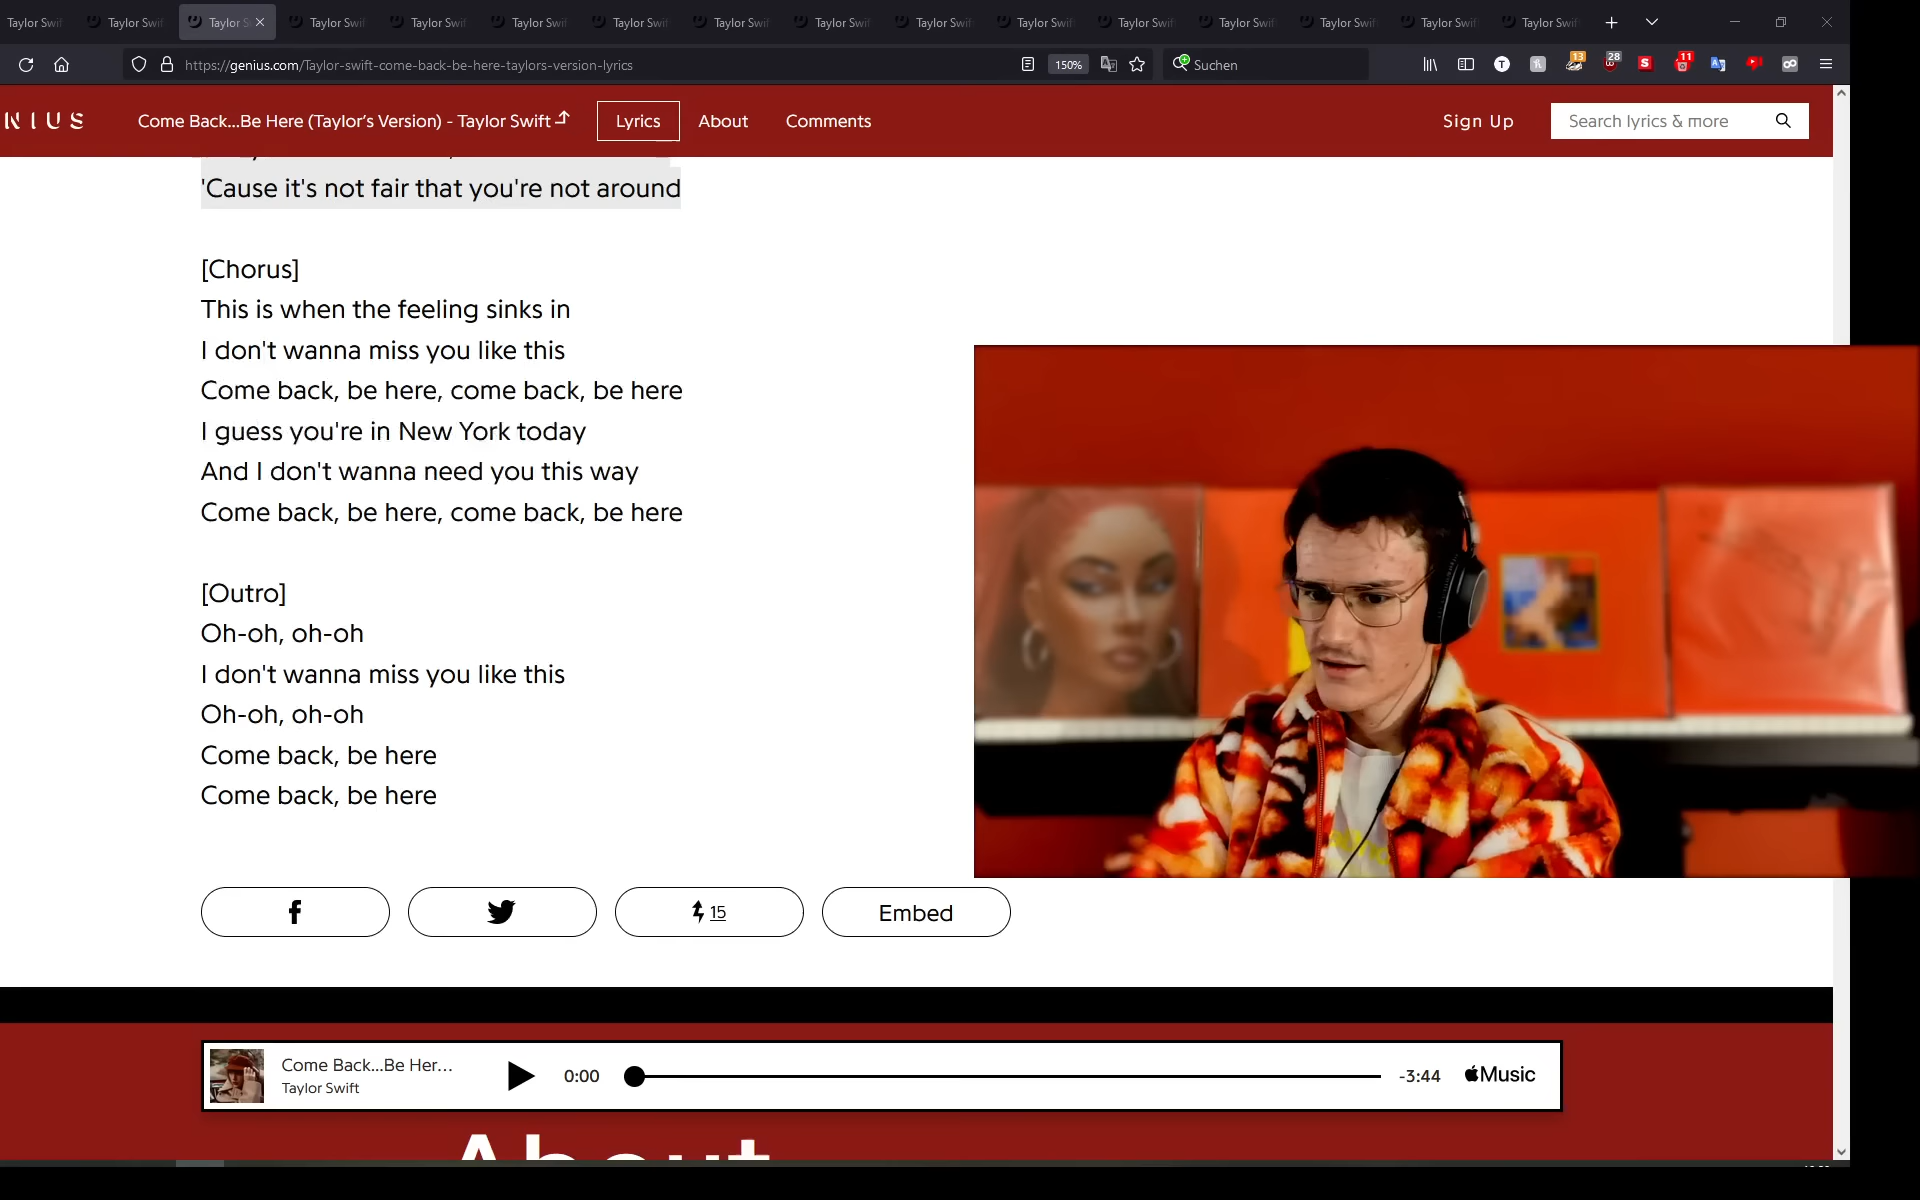 Taylor Swif Taylor Swif Taylor S Taylor Swif Taylor Swif Taylor Swif Taylor Swif Taylor Swif Taylor Swif Taylor Swif Taylor Swif Taylor Swif Taylor Swif Taylor Swif Taylor Swif Taylor Swif
https://genius.com/Taylor-swift-come-back-be-here-taylors-version-lyrics 150% Suchen T 13 28 S 11
NIUS Come Back...Be Here (Taylor's Version) - Taylor Swift Lyrics About Comments Sign Up Search lyrics & more
'Cause it's not fair that you're not around
[Chorus]
This is when the feeling sinks in
I don't wanna miss you like this
Come back, be here, come back, be here
I guess you're in New York today
And I don't wanna need you this way
Come back, be here, come back, be here
[Outro]
Oh-oh, oh-oh
I don't wanna miss you like this
Oh-oh, oh-oh
Come back, be here
Come back, be here
15 Embed
Come Back...Be Her...
Taylor Swift
0:00 -3:44 Music
About